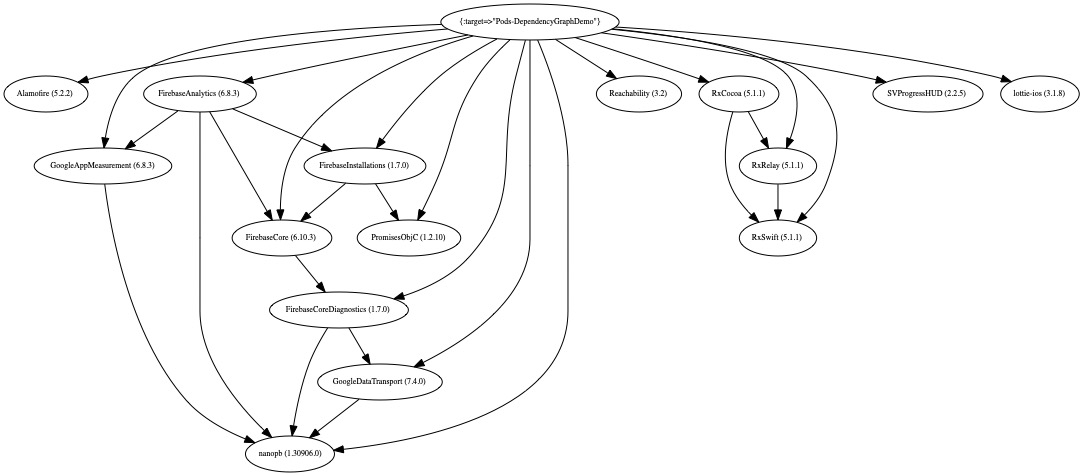 {:target=>"Pods-DependencyGraphDemo"}
Alamofire (5.2.2)
FirebaseAnalytics (6.8.3)
Reachability (3.2)
RxCocoa (5.1.1)
SVProgressHUD (2.2.5)
lottie-ios (3.1.8)
GoogleAppMeasurement (6.8.3)
FirebaseInstallations (1.7.0)
RxRelay (5.1.1)
FirebaseCore (6.10.3)
PromisesObjC (1.2.10)
RxSwift (5.1.1)
FirebaseCoreDiagnostics (1.7.0)
GoogleDataTransport (7.4.0)
nanopb (1.30906.0)